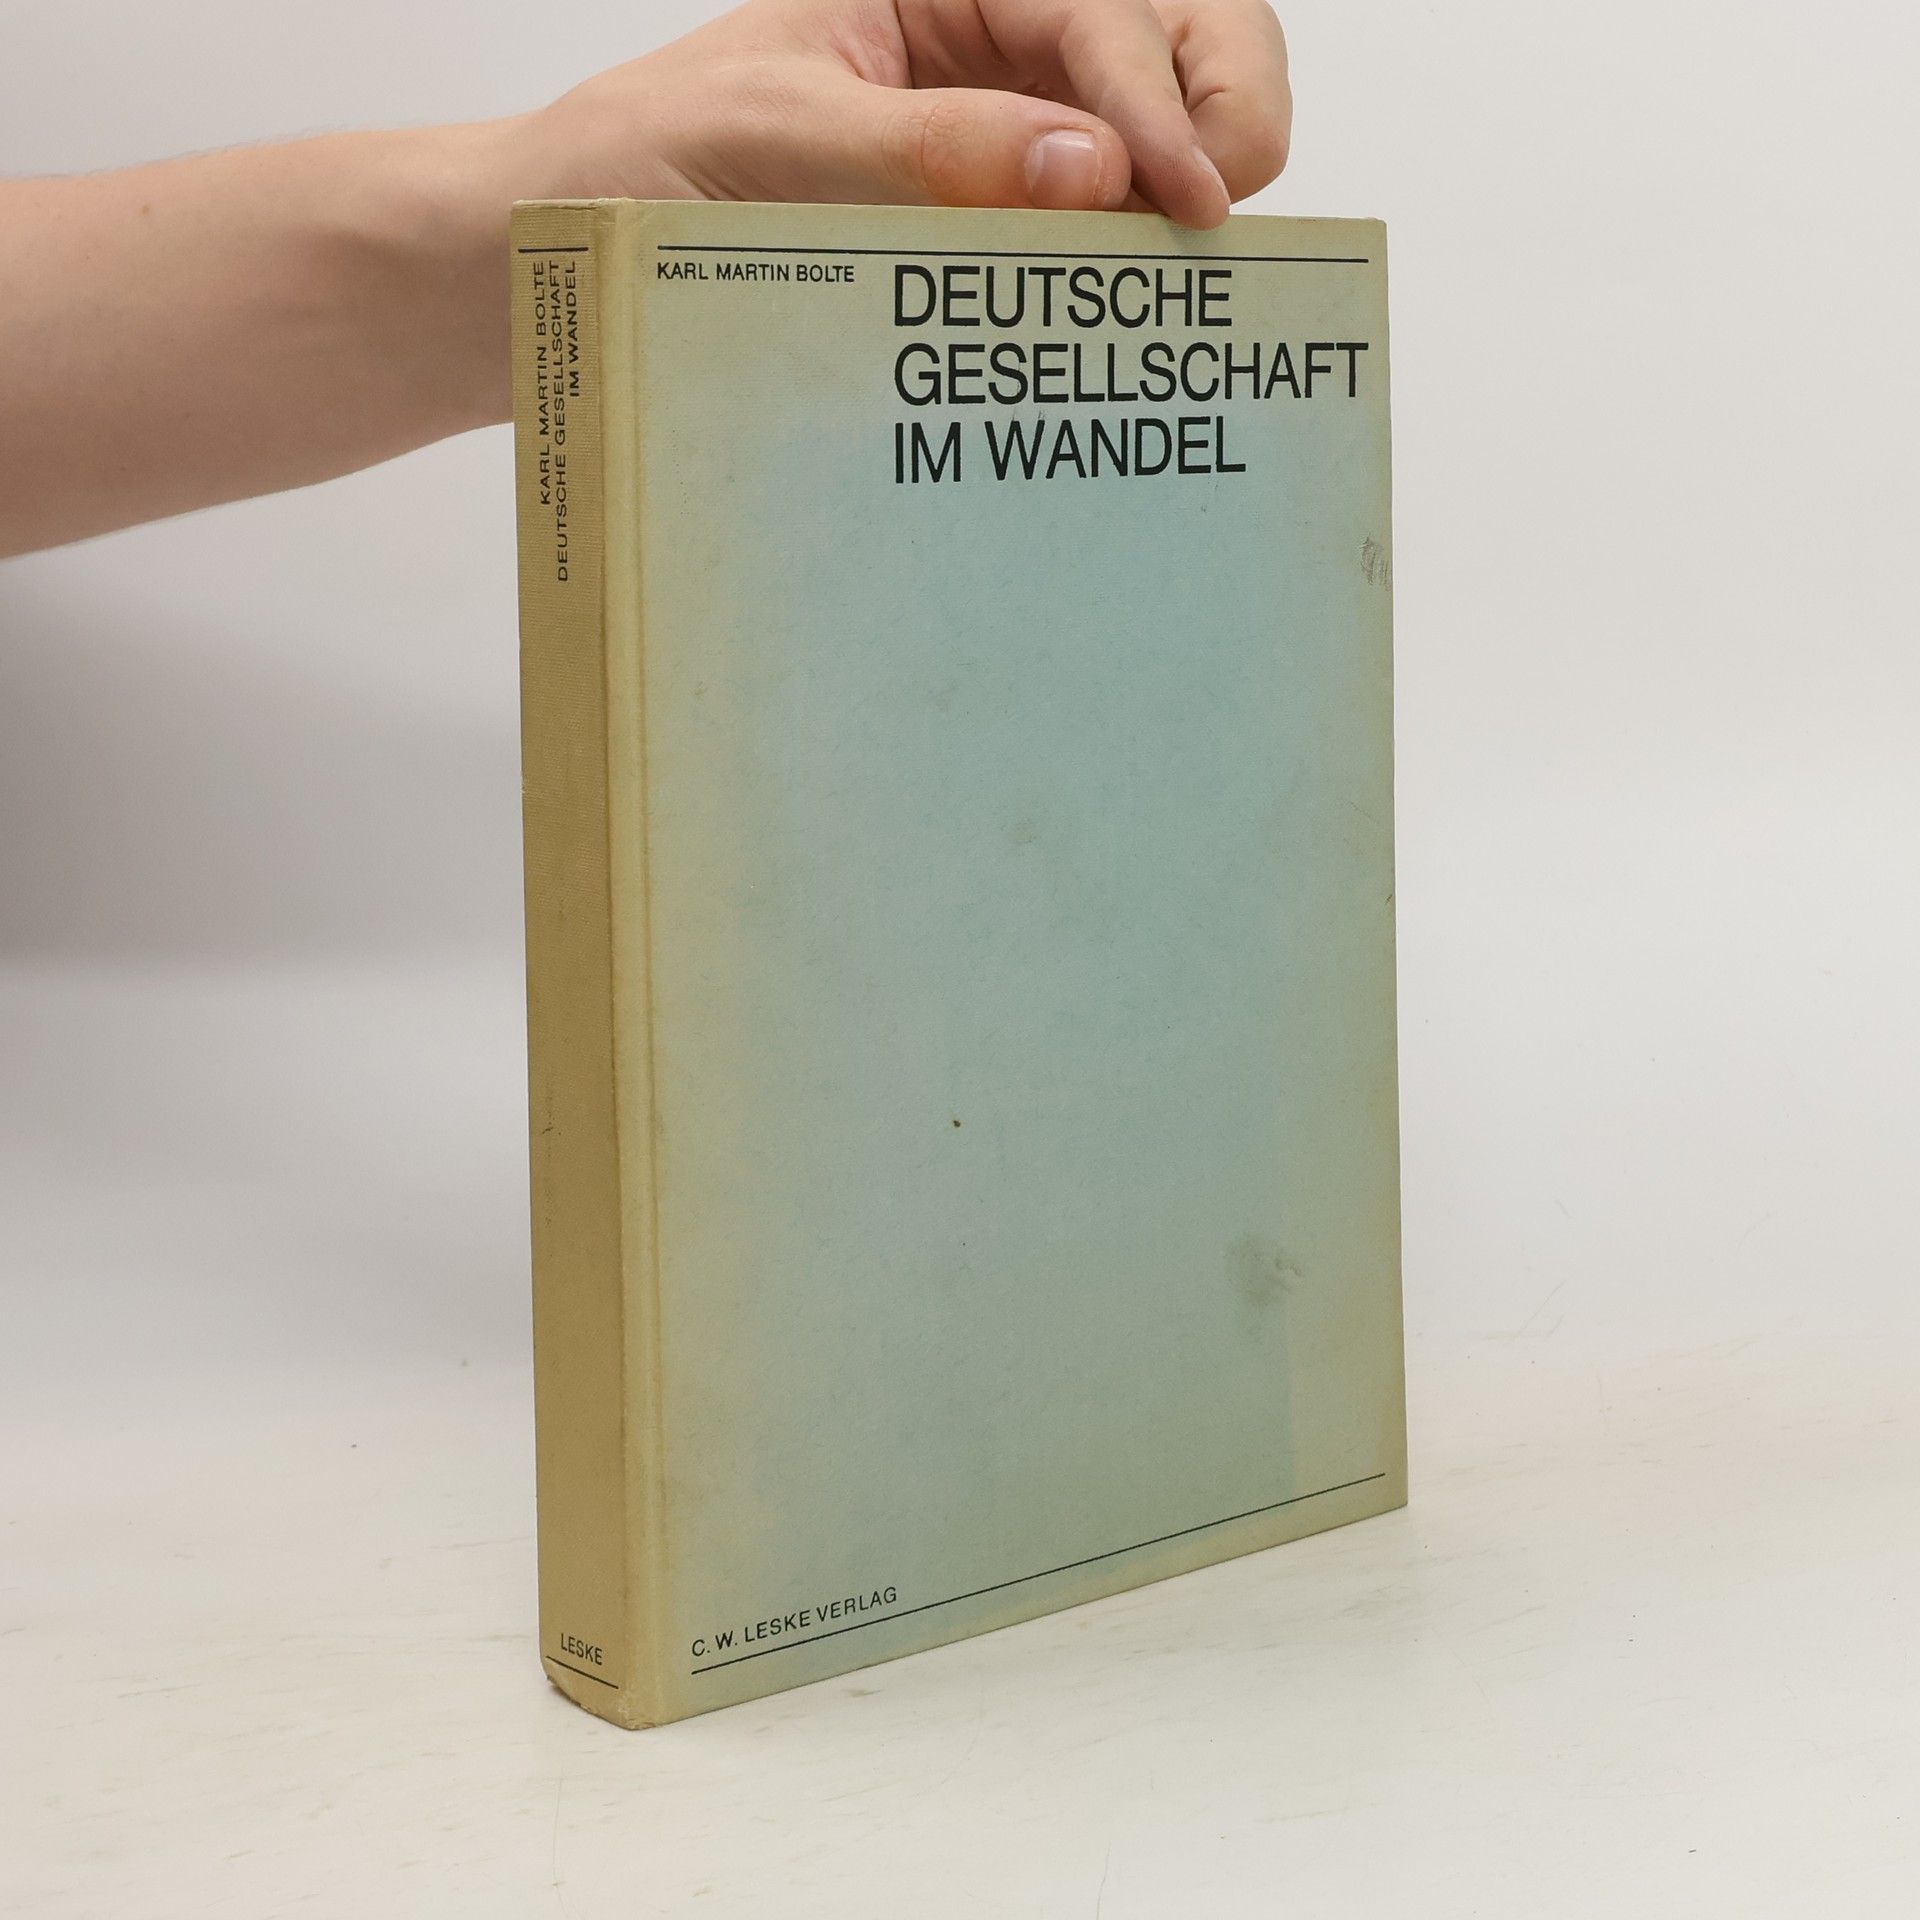 KARL MARTIN BOLTE
DEUTSCHE GESELLSCHAFT
IM WANDEL
LESKE
KARL MARTIN BOLTE
DEUTSCHE
GESELLSCHAFT
IM WANDEL
C. W. LESKE VERLAG